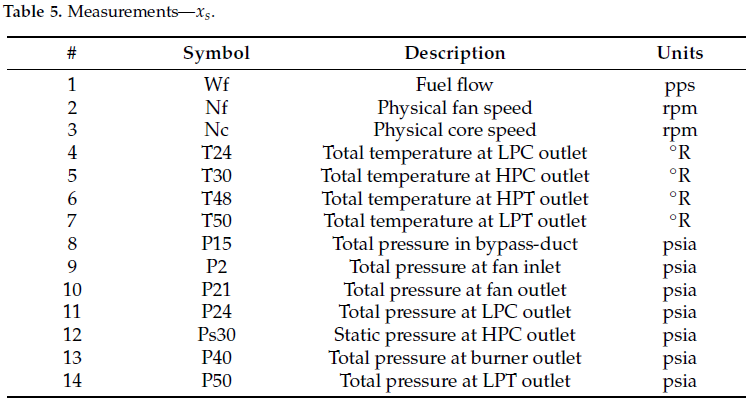 Table 5. Measurements—xs.
# Symbol Description Units
1 Wf Fuel flow pps
2 Nf Physical fan speed rpm
3 Nc Physical core speed rpm
4 T24 Total temperature at LPC outlet °R
5 T30 Total temperature at HPC outlet °R
6 T48 Total temperature at HPT outlet °R
7 T50 Total temperature at LPT outlet °R
8 P15 Total pressure in bypass-duct psia
9 P2 Total pressure at fan inlet psia
10 P21 Total pressure at fan outlet psia
11 P24 Total pressure at LPC outlet psia
12 Ps30 Static pressure at HPC outlet psia
13 P40 Total pressure at burner outlet psia
14 P50 Total pressure at LPT outlet psia